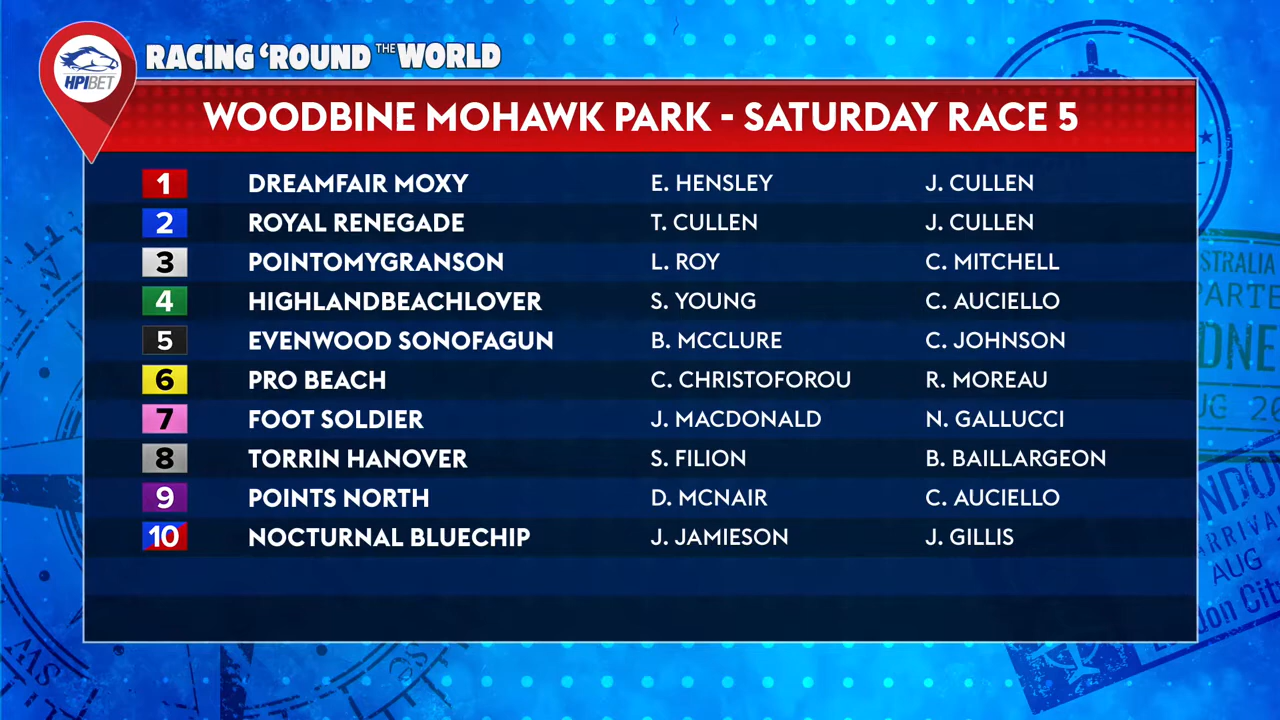 HPIBET
RACING 'ROUND THE WORLD
WOODBINE MOHAWK PARK - SATURDAY RACE 5
1 DREAMFAIR MOXY E. HENSLEY J. CULLEN
2 ROYAL RENEGADE T. CULLEN J. CULLEN
3 POINTOMYGRANSON L. ROY C. MITCHELL
4 HIGHLANDBEACHLOVER S. YOUNG C. AUCIELLO
5 EVENWOOD SONOFAGUN B. MCCLURE C. JOHNSON
6 PRO BEACH C. CHRISTOFOROU R. MOREAU
7 FOOT SOLDIER J. MACDONALD N. GALLUCCI
8 TORRIN HANOVER S. FILION B. BAILLARGEON
9 POINTS NORTH D. MCNAIR C. AUCIELLO
10 NOCTURNAL BLUECHIP J. JAMIESON J. GILLIS
SW